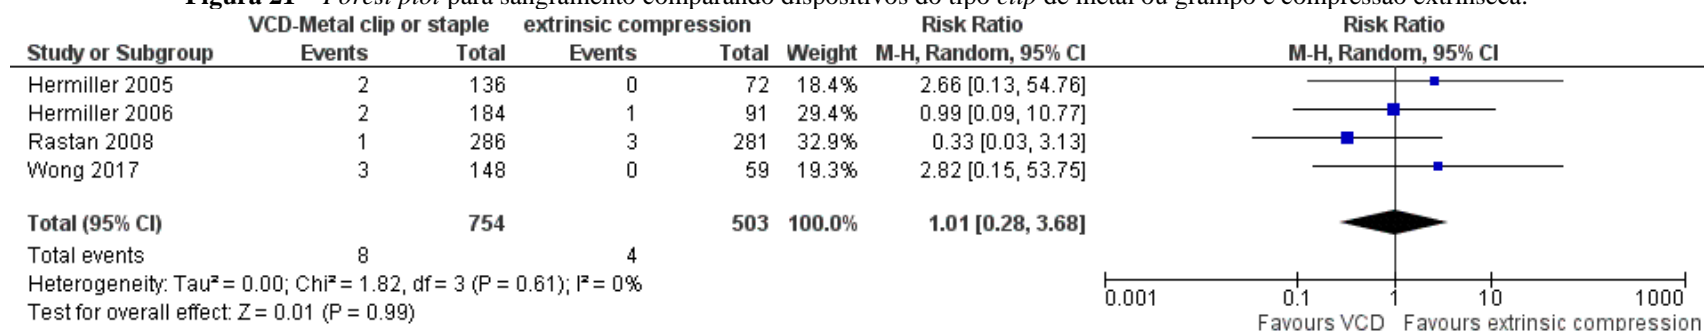 Figura 21 – Forest plot para sangramento comparando dispositivos do tipo clip de metal ou grampo e compressão extrínseca.
VCD-Metal clip or staple extrinsic compression Risk Ratio Risk Ratio
Study or Subgroup Events Total Events Total Weight M-H, Random, 95% CI M-H, Random, 95% CI
Hermiller 2005 2 136 0 72 18.4% 2.66 [0.13, 54.76]
Hermiller 2006 2 184 1 91 29.4% 0.99 [0.09, 10.77]
Rastan 2008 1 286 3 281 32.9% 0.33 [0.03, 3.13]
Wong 2017 3 148 0 59 19.3% 2.82 [0.15, 53.75]
Total (95% CI) 754 503 100.0% 1.01 [0.28, 3.68]
Total events 8 4
Heterogeneity: Tau² = 0.00; Chi² = 1.82, df = 3 (P = 0.61); I² = 0%
Test for overall effect: Z = 0.01 (P = 0.99)
0.001 0.1 1 10 1000
Favours VCD Favours extrinsic compression